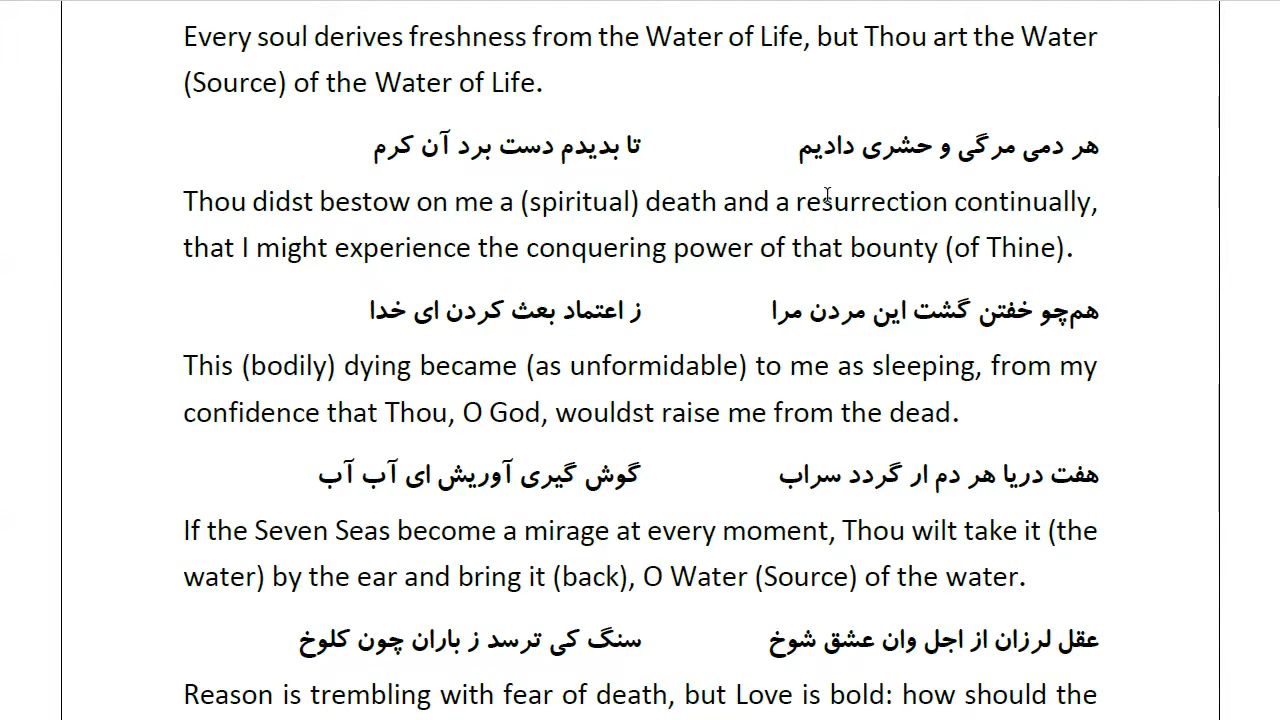 Every soul derives freshness from the Water of Life, but Thou art the Water
(Source) of the Water of Life.
هر دمی مرگی و حشری دادیم تا بدیدم دست برد آن کرم
Thou didst bestow on me a (spiritual) death and a resurrection continually,
that I might experience the conquering power of that bounty (of Thine).
هم‌چو خفتن گشت این مردن مرا ز اعتماد بعث کردن ای خدا
This (bodily) dying became (as unformidable) to me as sleeping, from my
confidence that Thou, O God, wouldst raise me from the dead.
هفت دریا هر دم ار گردد سراب گوش گیری آوریش ای آب آب
If the Seven Seas become a mirage at every moment, Thou wilt take it (the
water) by the ear and bring it (back), O Water (Source) of the water.
عقل لرزان از اجل وان عشق شوخ سنگ کی ترسد ز باران چون کلوخ
Reason is trembling with fear of death, but Love is bold: how should the